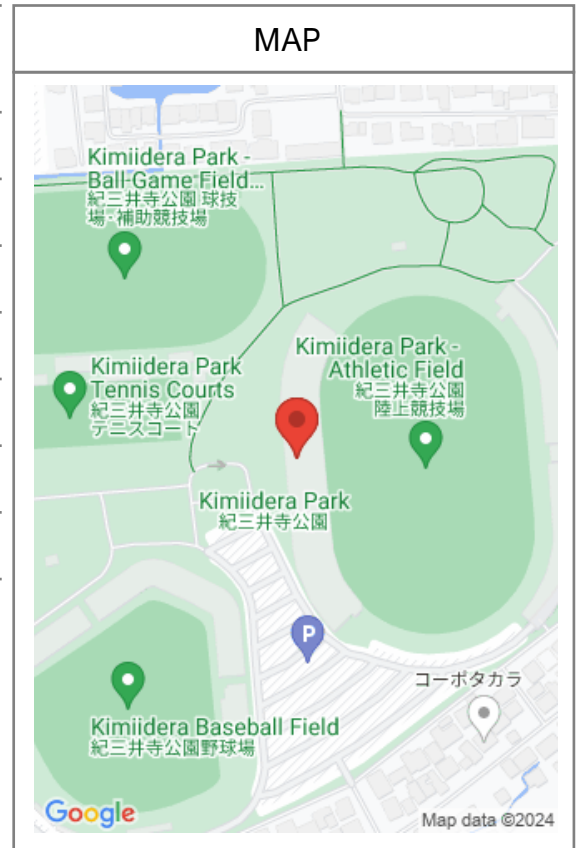 MAP
Kimiidera Park -
Ball-Game Field...
紀三井寺公園 球技
場・補助競技場
Kimiidera Park -
Athletic Field
紀三井寺公園
陸上競技場
Kimiidera Park
Tennis Courts
紀三井寺公園
テニスコート
Kimiidera Park
紀三井寺公園
P
コーポタカラ
Kimiidera Baseball Field
紀三井寺公園野球場
Google
Map data ©2024